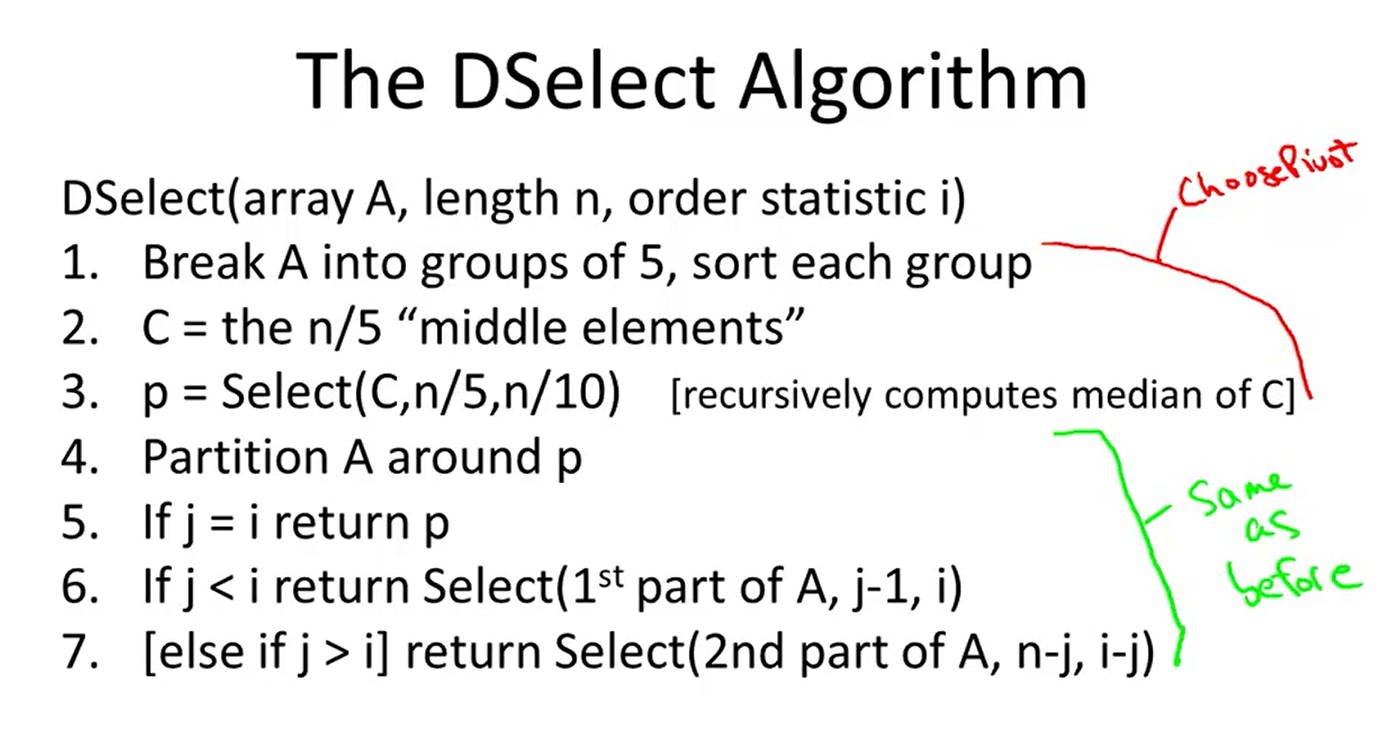 The DSelect Algorithm
ChoosePivot
DSelect(array A, length n, order statistic i)
1. Break A into groups of 5, sort each group
2. C = the n/5 “middle elements”
3. p = Select(C,n/5,n/10) [recursively computes median of C]
4. Partition A around p
5. If j = i return p
6. If j < i return Select(1st part of A, j-1, i)
7. [else if j > i] return Select(2nd part of A, n-j, i-j)
Same
as
before